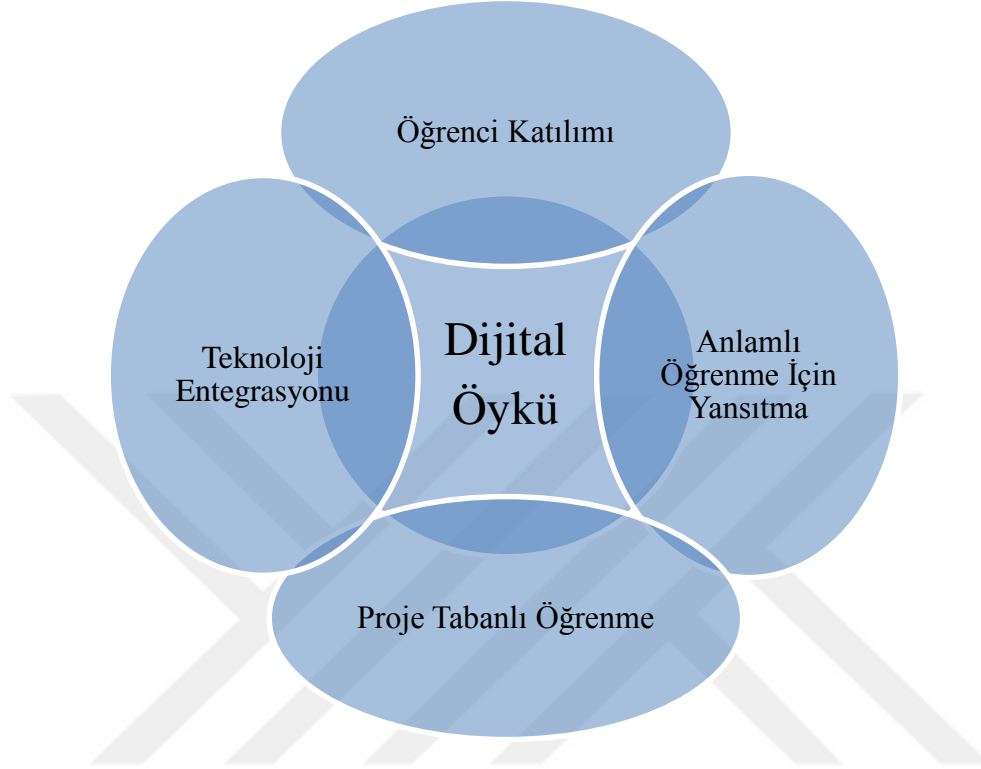 Öğrenci Katılımı
Teknoloji
Entegrasyonu
Dijital
Öykü
Anlamlı
Öğrenme İçin
Yansıtma
Proje Tabanlı Öğrenme